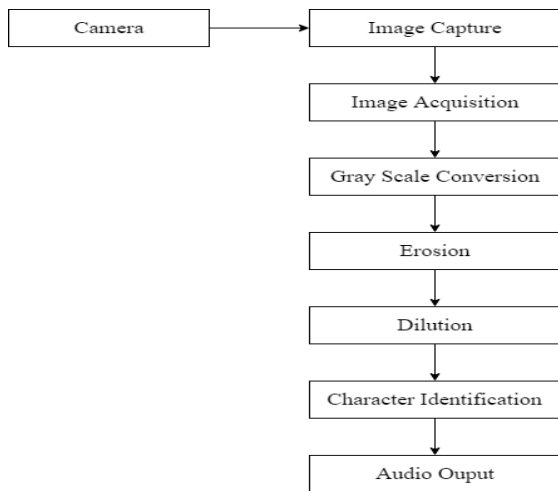 Camera
Image Capture
Image Acquisition
Gray Scale Conversion
Erosion
Dilution
Character Identification
Audio Ouput